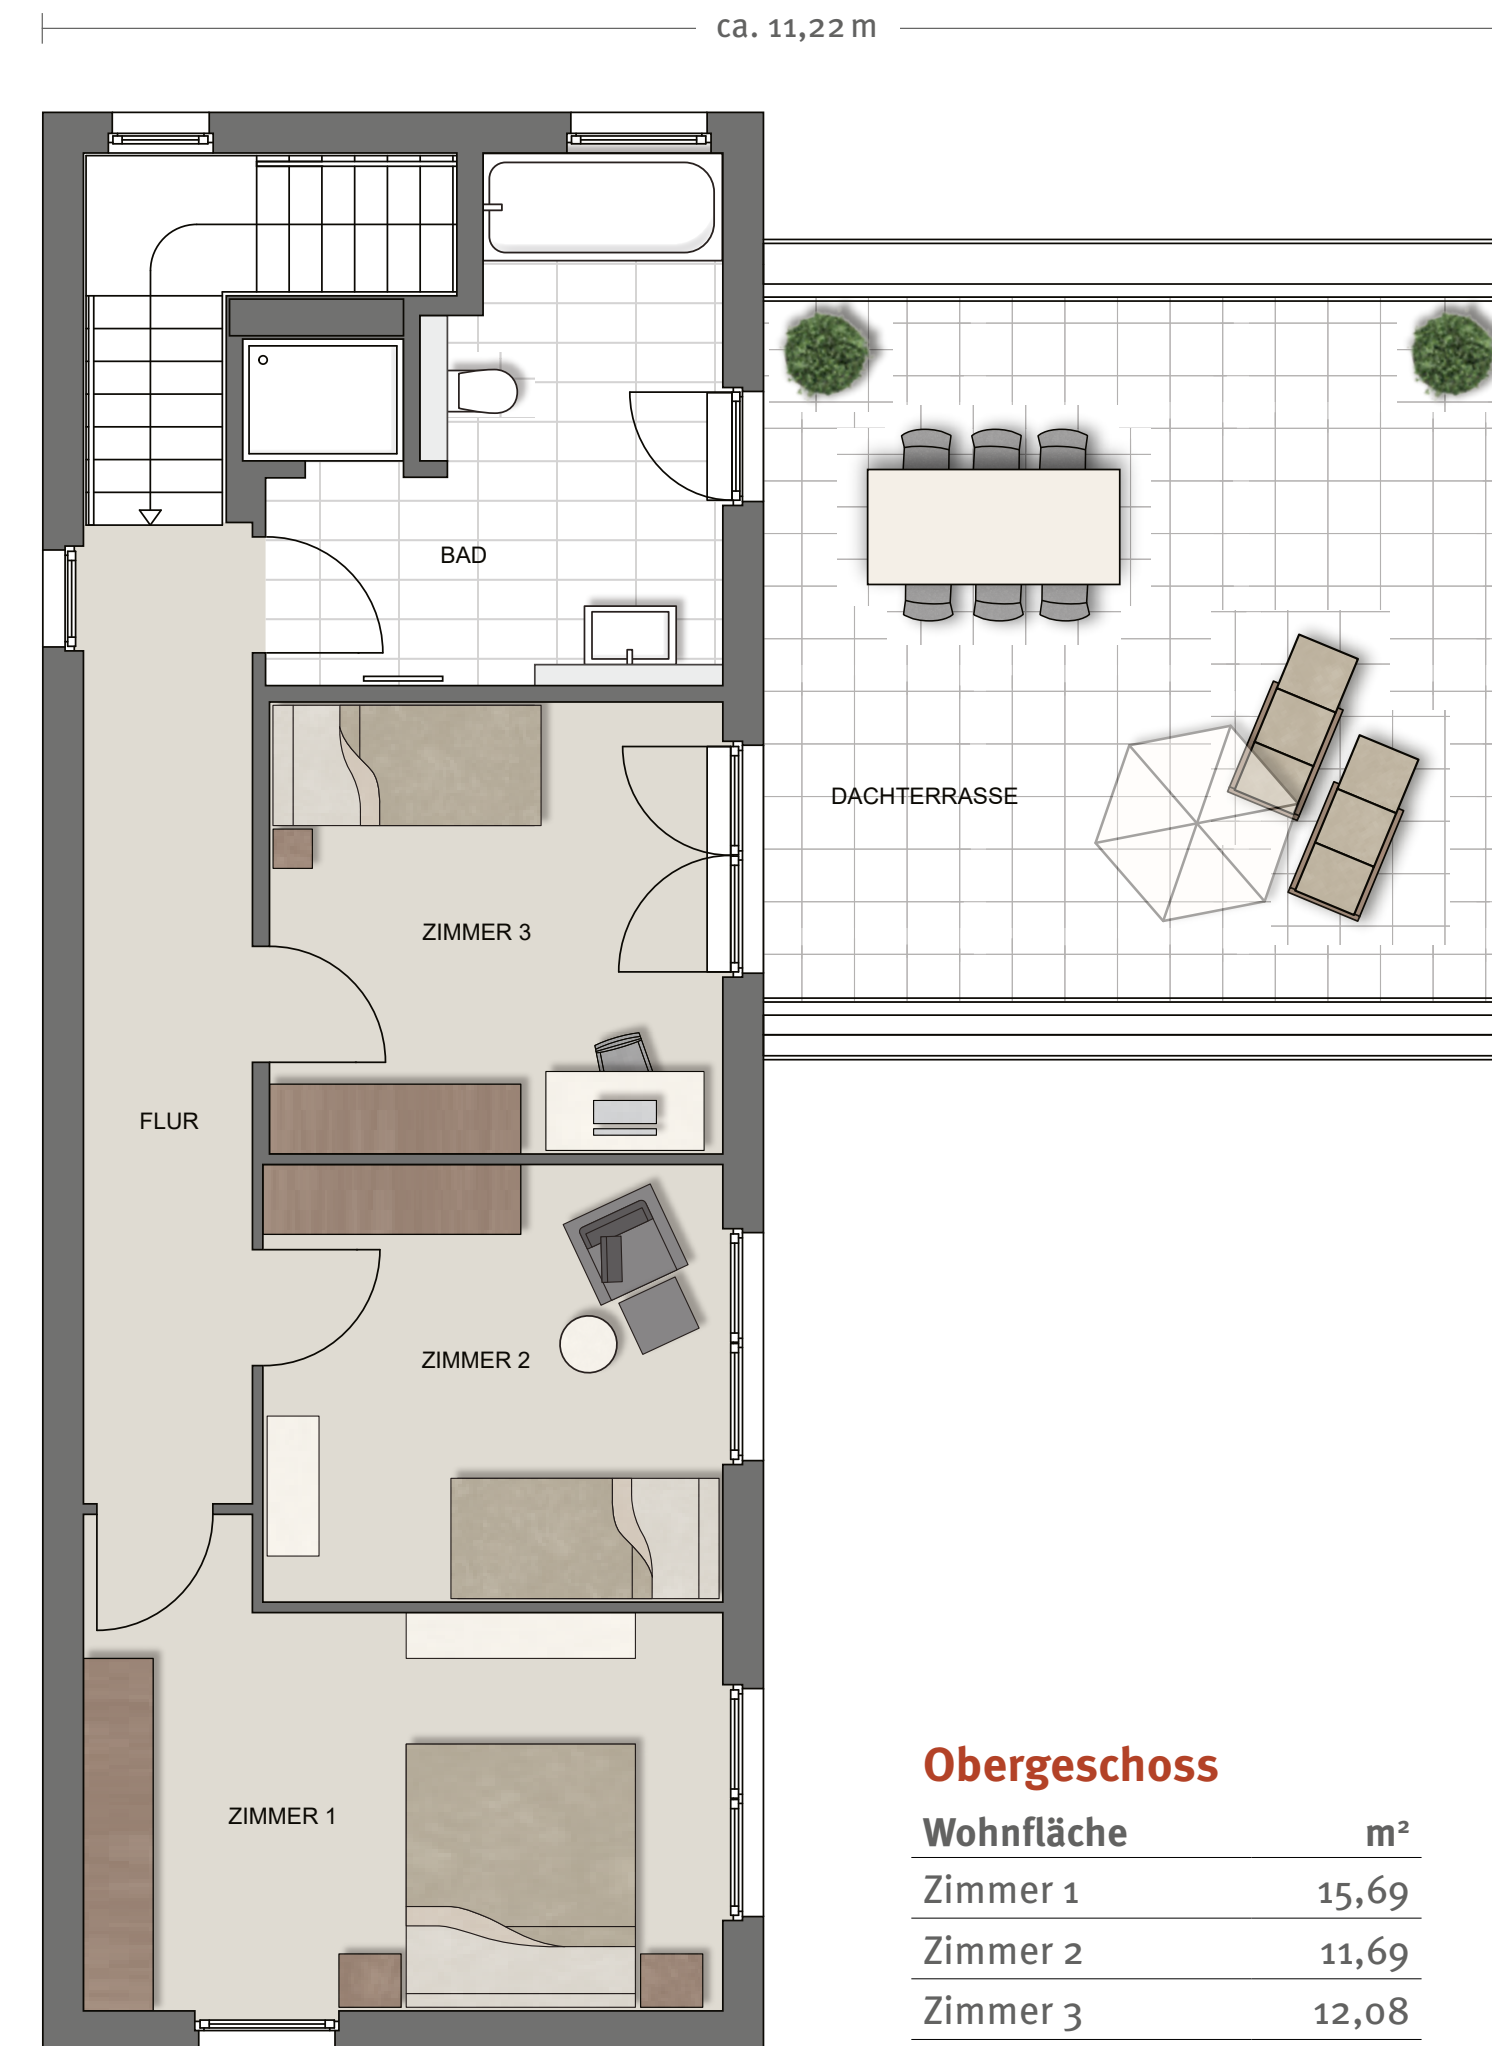 ca. 11,22 m
BAD
DACHTERRASSE
ZIMMER 3
FLUR
ZIMMER 2
ZIMMER 1
Obergeschoss
Wohnfläche m²
Zimmer 1 15,69
Zimmer 2 11,69
Zimmer 3 12,08